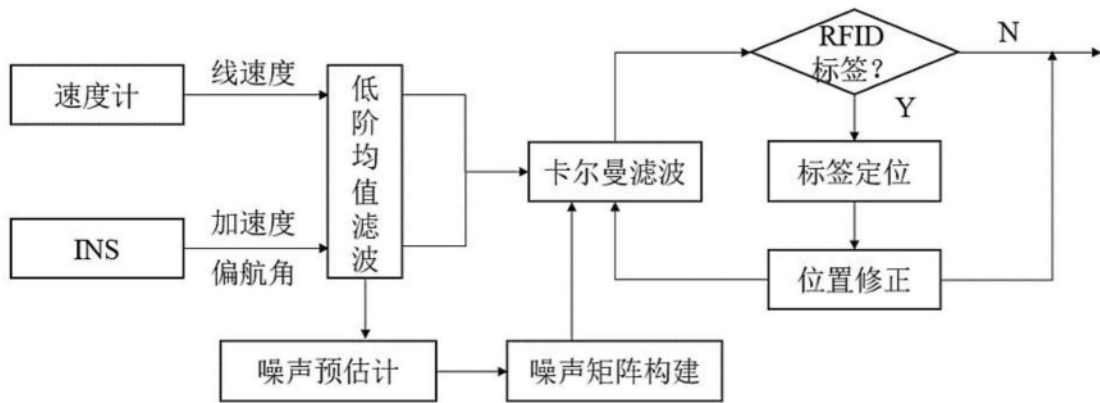 RFID
标签？
N
速度计
线速度
低阶均值滤波
Y
卡尔曼滤波
标签定位
INS
加速度
偏航角
位置修正
噪声预估计
噪声矩阵构建